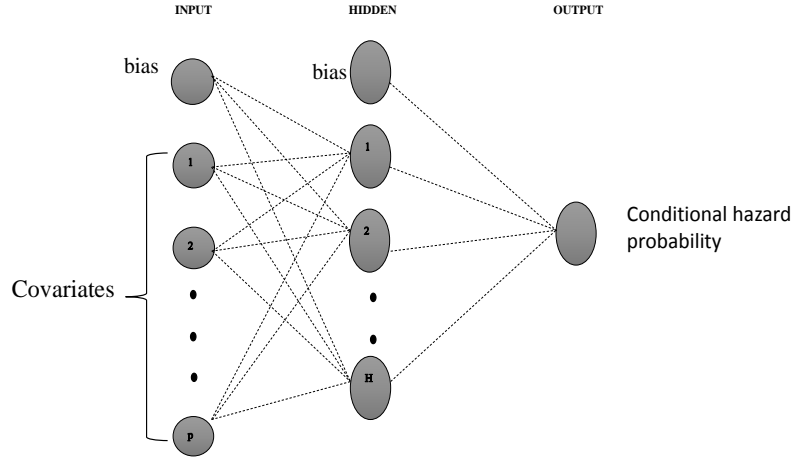 INPUT
HIDDEN
OUTPUT
bias
bias
1
1
2
2
Conditional hazard
probability
Covariates
H
p